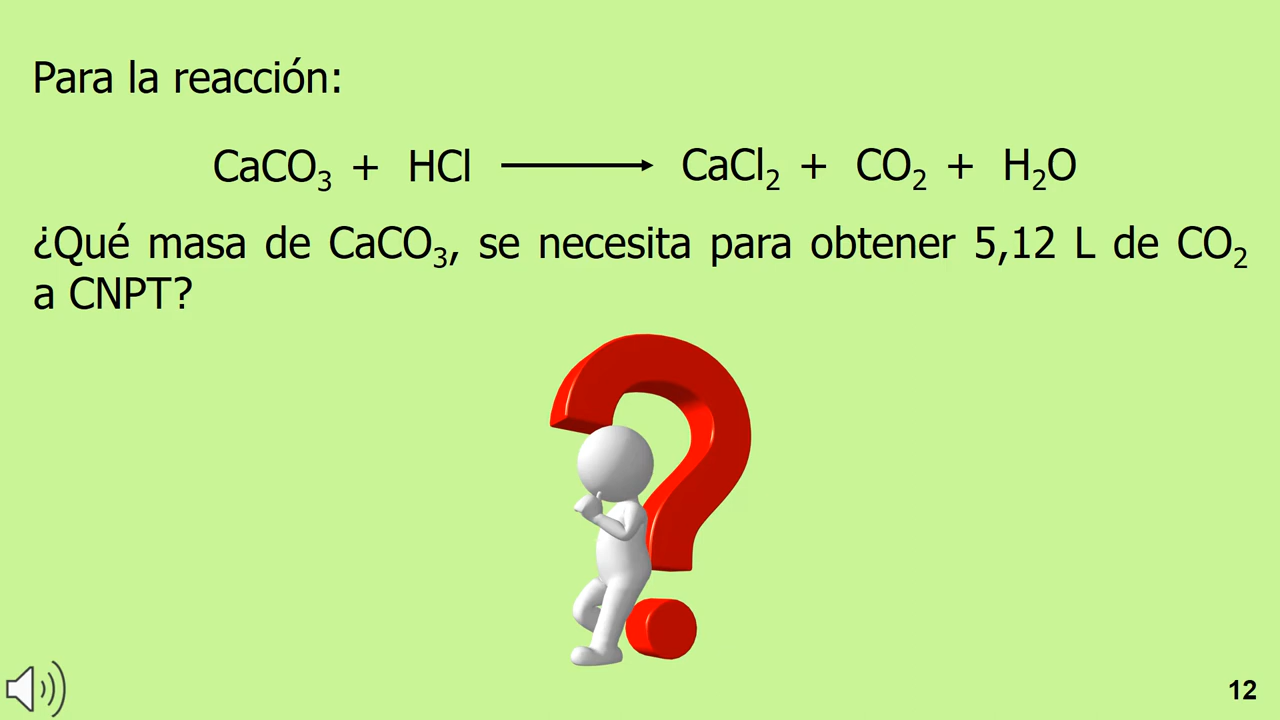 Para la reacción:
CaCO₃ + HCl ⟶ CaCl₂ + CO₂ + H₂O
¿Qué masa de CaCO₃, se necesita para obtener 5,12 L de CO₂
a CNPT?
12